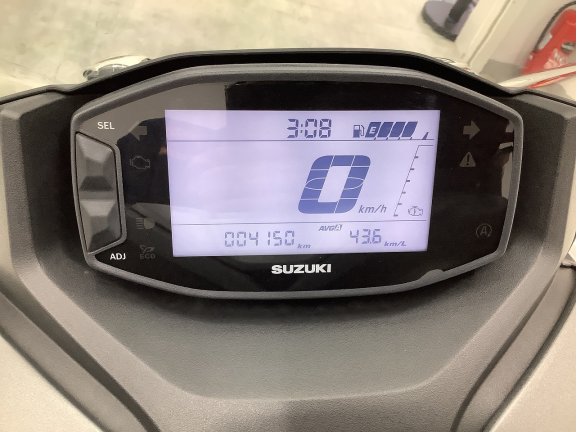 SEL
3:08
E
0 km/h
AVG A
004150 km 43.6 km/L
A
ADJ
ECO
SUZUKI